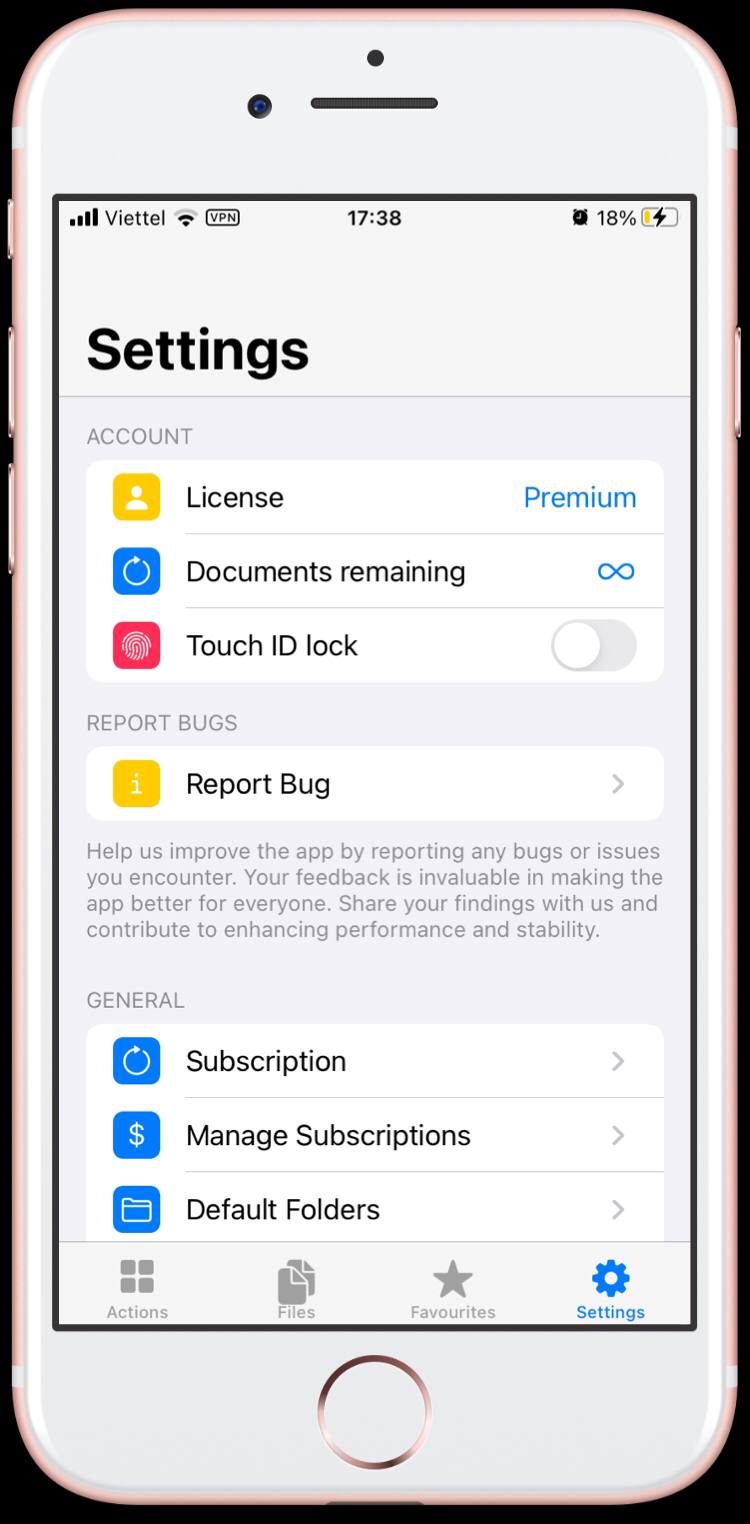 Viettel VPN 17:38 18%
Settings
ACCOUNT
License Premium
Documents remaining ∞
Touch ID lock
REPORT BUGS
i Report Bug
Help us improve the app by reporting any bugs or issues
you encounter. Your feedback is invaluable in making the
app better for everyone. Share your findings with us and
contribute to enhancing performance and stability.
GENERAL
Subscription
$ Manage Subscriptions
Default Folders
Actions Files Favourites Settings